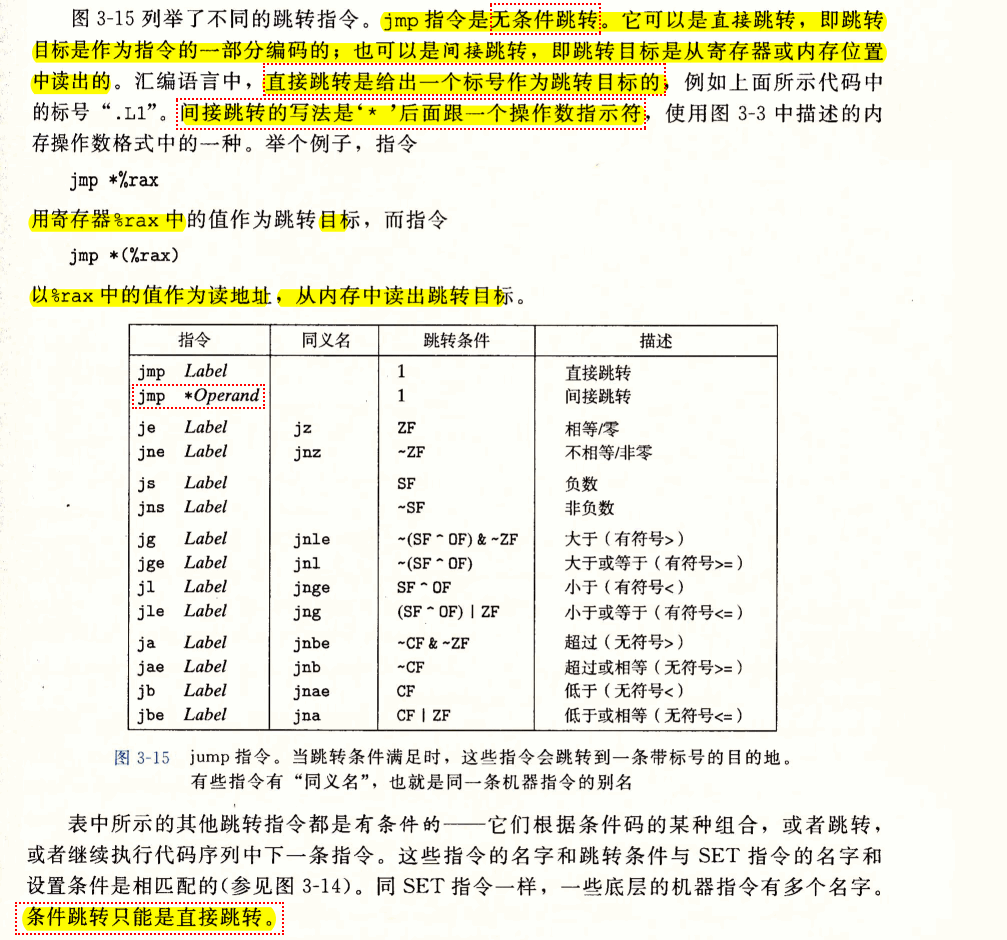 图 3-15 列举了不同的跳转指令。jmp 指令是无条件跳转。它可以是直接跳转，即跳转
目标是作为指令的一部分编码的；也可以是间接跳转，即跳转目标是从寄存器或内存位置
中读出的。汇编语言中，直接跳转是给出一个标号作为跳转目标的，例如上面所示代码中
的标号“.L1”。间接跳转的写法是‘*’后面跟一个操作数指示符，使用图 3-3 中描述的内
存操作数格式中的一种。举个例子，指令
jmp *%rax
用寄存器%rax 中的值作为跳转目标，而指令
jmp *(%rax)
以%rax 中的值作为读地址，从内存中读出跳转目标。
指令 同义名 跳转条件 描述
jmp Label 1 直接跳转
jmp *Operand 1 间接跳转
je Label jz ZF 相等/零
jne Label jnz ~ZF 不相等/非零
js Label SF 负数
jns Label ~SF 非负数
jg Label jnle ~(SF ^ OF) & ~ZF 大于（有符号>）
jge Label jnl ~(SF ^ OF) 大于或等于（有符号>=）
jl Label jnge SF ^ OF 小于（有符号<）
jle Label jng (SF ^ OF) | ZF 小于或等于（有符号<=）
ja Label jnbe ~CF & ~ZF 超过（无符号>）
jae Label jnb ~CF 超过或相等（无符号>=）
jb Label jnae CF 低于（无符号<）
jbe Label jna CF | ZF 低于或相等（无符号<=）
图 3-15 jump 指令。当跳转条件满足时，这些指令会跳转到一条带标号的目的地。
有些指令有“同义名”，也就是同一条机器指令的别名
表中所示的其他跳转指令都是有条件的——它们根据条件码的某种组合，或者跳转，
或者继续执行代码序列中下一条指令。这些指令的名字和跳转条件与 SET 指令的名字和
设置条件是相匹配的(参见图 3-14)。同 SET 指令一样，一些底层的机器指令有多个名字。
条件跳转只能是直接跳转。